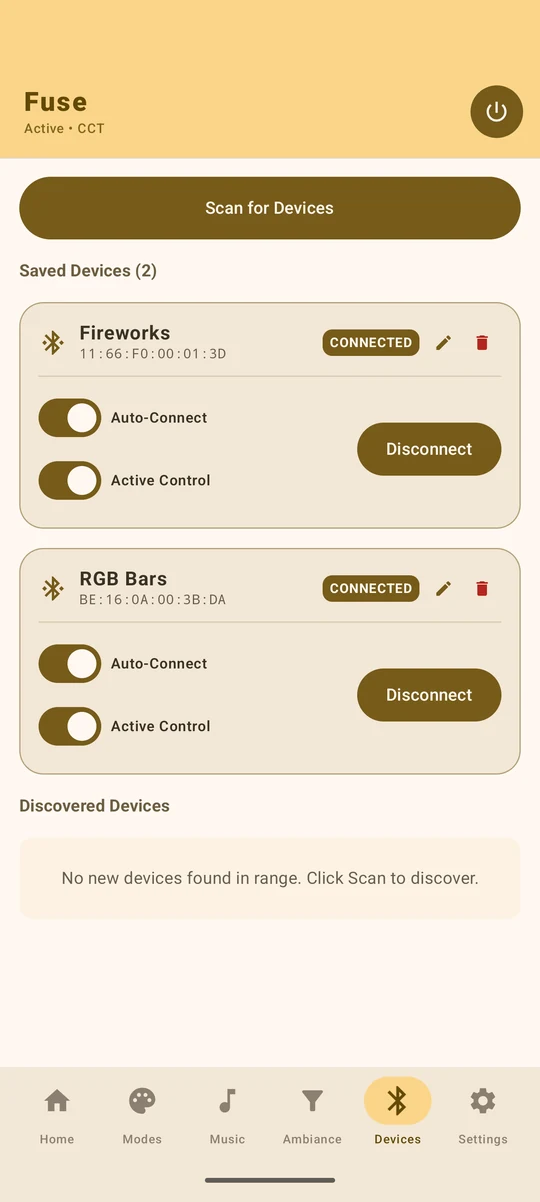 Fuse
Active • CCT
Scan for Devices
Saved Devices (2)
Fireworks
11:66:F0:00:01:3D
CONNECTED
Auto-Connect
Disconnect
Active Control
RGB Bars
BE:16:0A:00:3B:DA
CONNECTED
Auto-Connect
Disconnect
Active Control
Discovered Devices
No new devices found in range. Click Scan to discover.
Home
Modes
Music
Ambiance
Devices
Settings